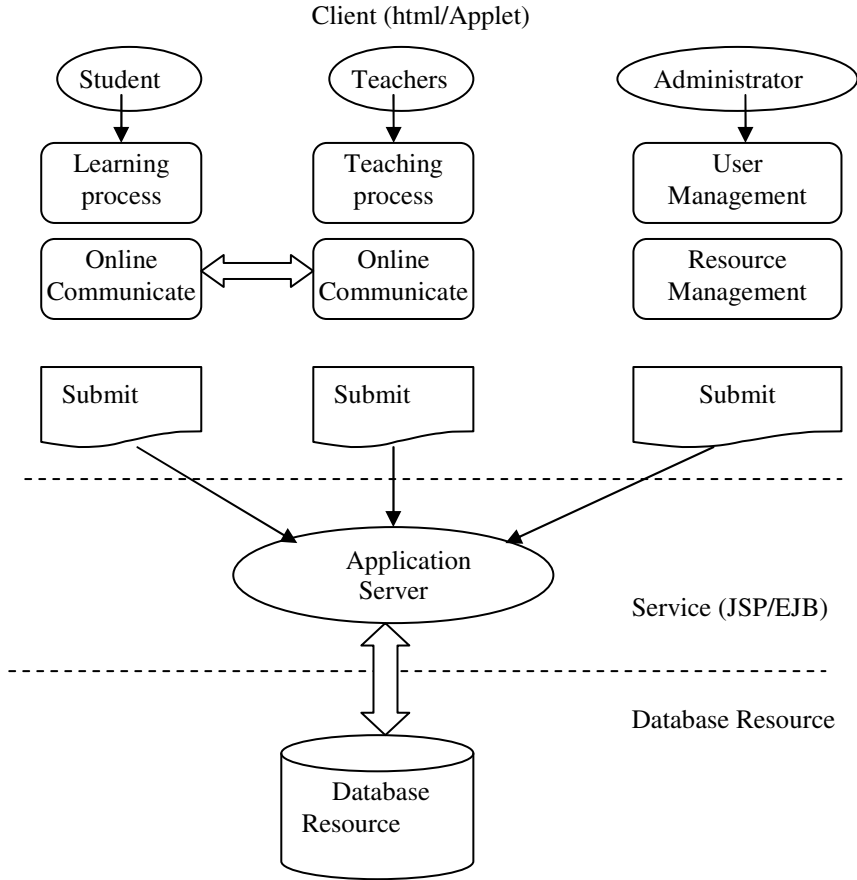 Client (html/Applet)
Student
Teachers
Administrator
Learning
process
Teaching
process
User
Management
Online
Communicate
Online
Communicate
Resource
Management
Submit
Submit
Submit
Application
Server
Service (JSP/EJB)
Database Resource
Database
Resource